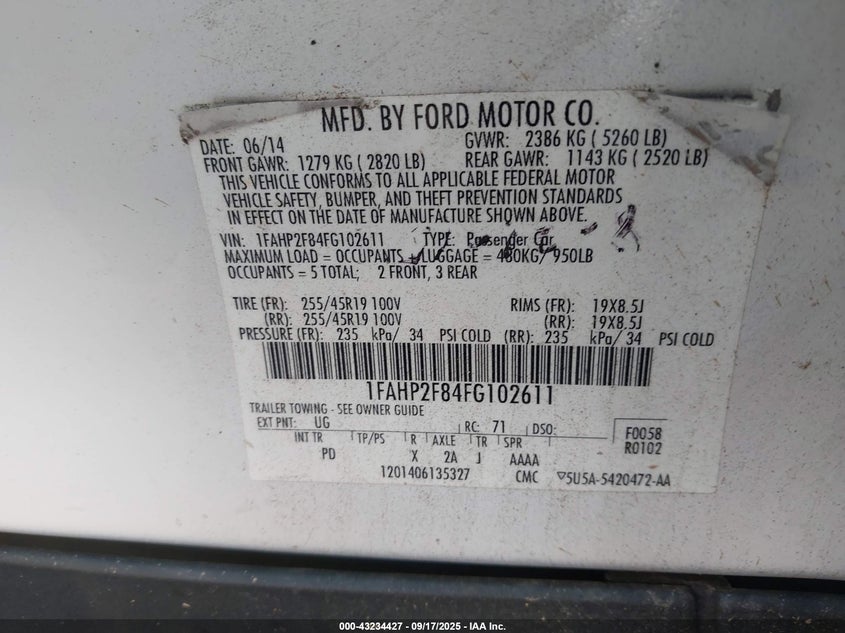 MFD. BY FORD MOTOR CO.
DATE: 06/14 GVWR: 2386 KG ( 5260 LB)
FRONT GAWR: 1279 KG ( 2820 LB) REAR GAWR: 1143 KG ( 2520 LB)
THIS VEHICLE CONFORMS TO ALL APPLICABLE FEDERAL MOTOR
VEHICLE SAFETY, BUMPER, AND THEFT PREVENTION STANDARDS
IN EFFECT ON THE DATE OF MANUFACTURE SHOWN ABOVE.
VIN: 1FAHP2F84FG102611 TYPE: Passenger Car
MAXIMUM LOAD = OCCUPANTS + LUGGAGE = 430KG/ 950LB
OCCUPANTS = 5 TOTAL; 2 FRONT, 3 REAR
TIRE (FR): 255/45R19 100V RIMS (FR): 19X8.5J
(RR): 255/45R19 100V (RR): 19X8.5J
PRESSURE (FR): 235 kPa/ 34 PSI COLD (RR): 235 kPa/ 34 PSI COLD
1FAHP2F84FG102611
TRAILER TOWING - SEE OWNER GUIDE
EXT PNT: UG RC: 71 DSO: F0058
INT TR TP/PS R AXLE TR SPR R0102
PD X 2A J AAAA
1201406135327 CMC 5U5A-5420472-AA
000-43234427 - 09/17/2025 - IAA Inc.